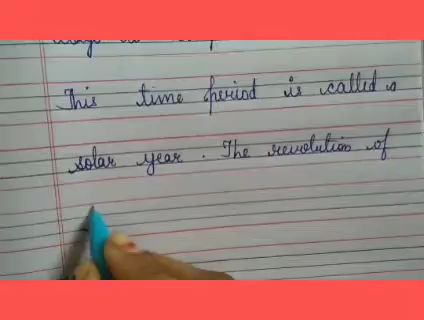 This time period is called a
solar year. The revolution of